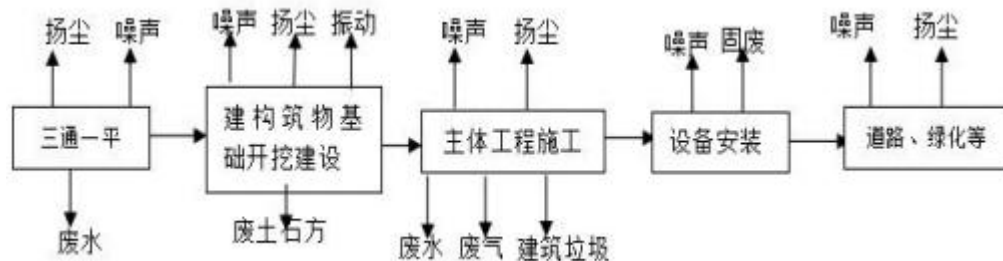 扬尘 噪声
噪声 扬尘 振动
噪声 扬尘
噪声 固废
噪声 扬尘
三通一平
建构筑物基
础开挖建设
主体工程施工
设备安装
道路、绿化等
废水
废土石方
废水 废气 建筑垃圾